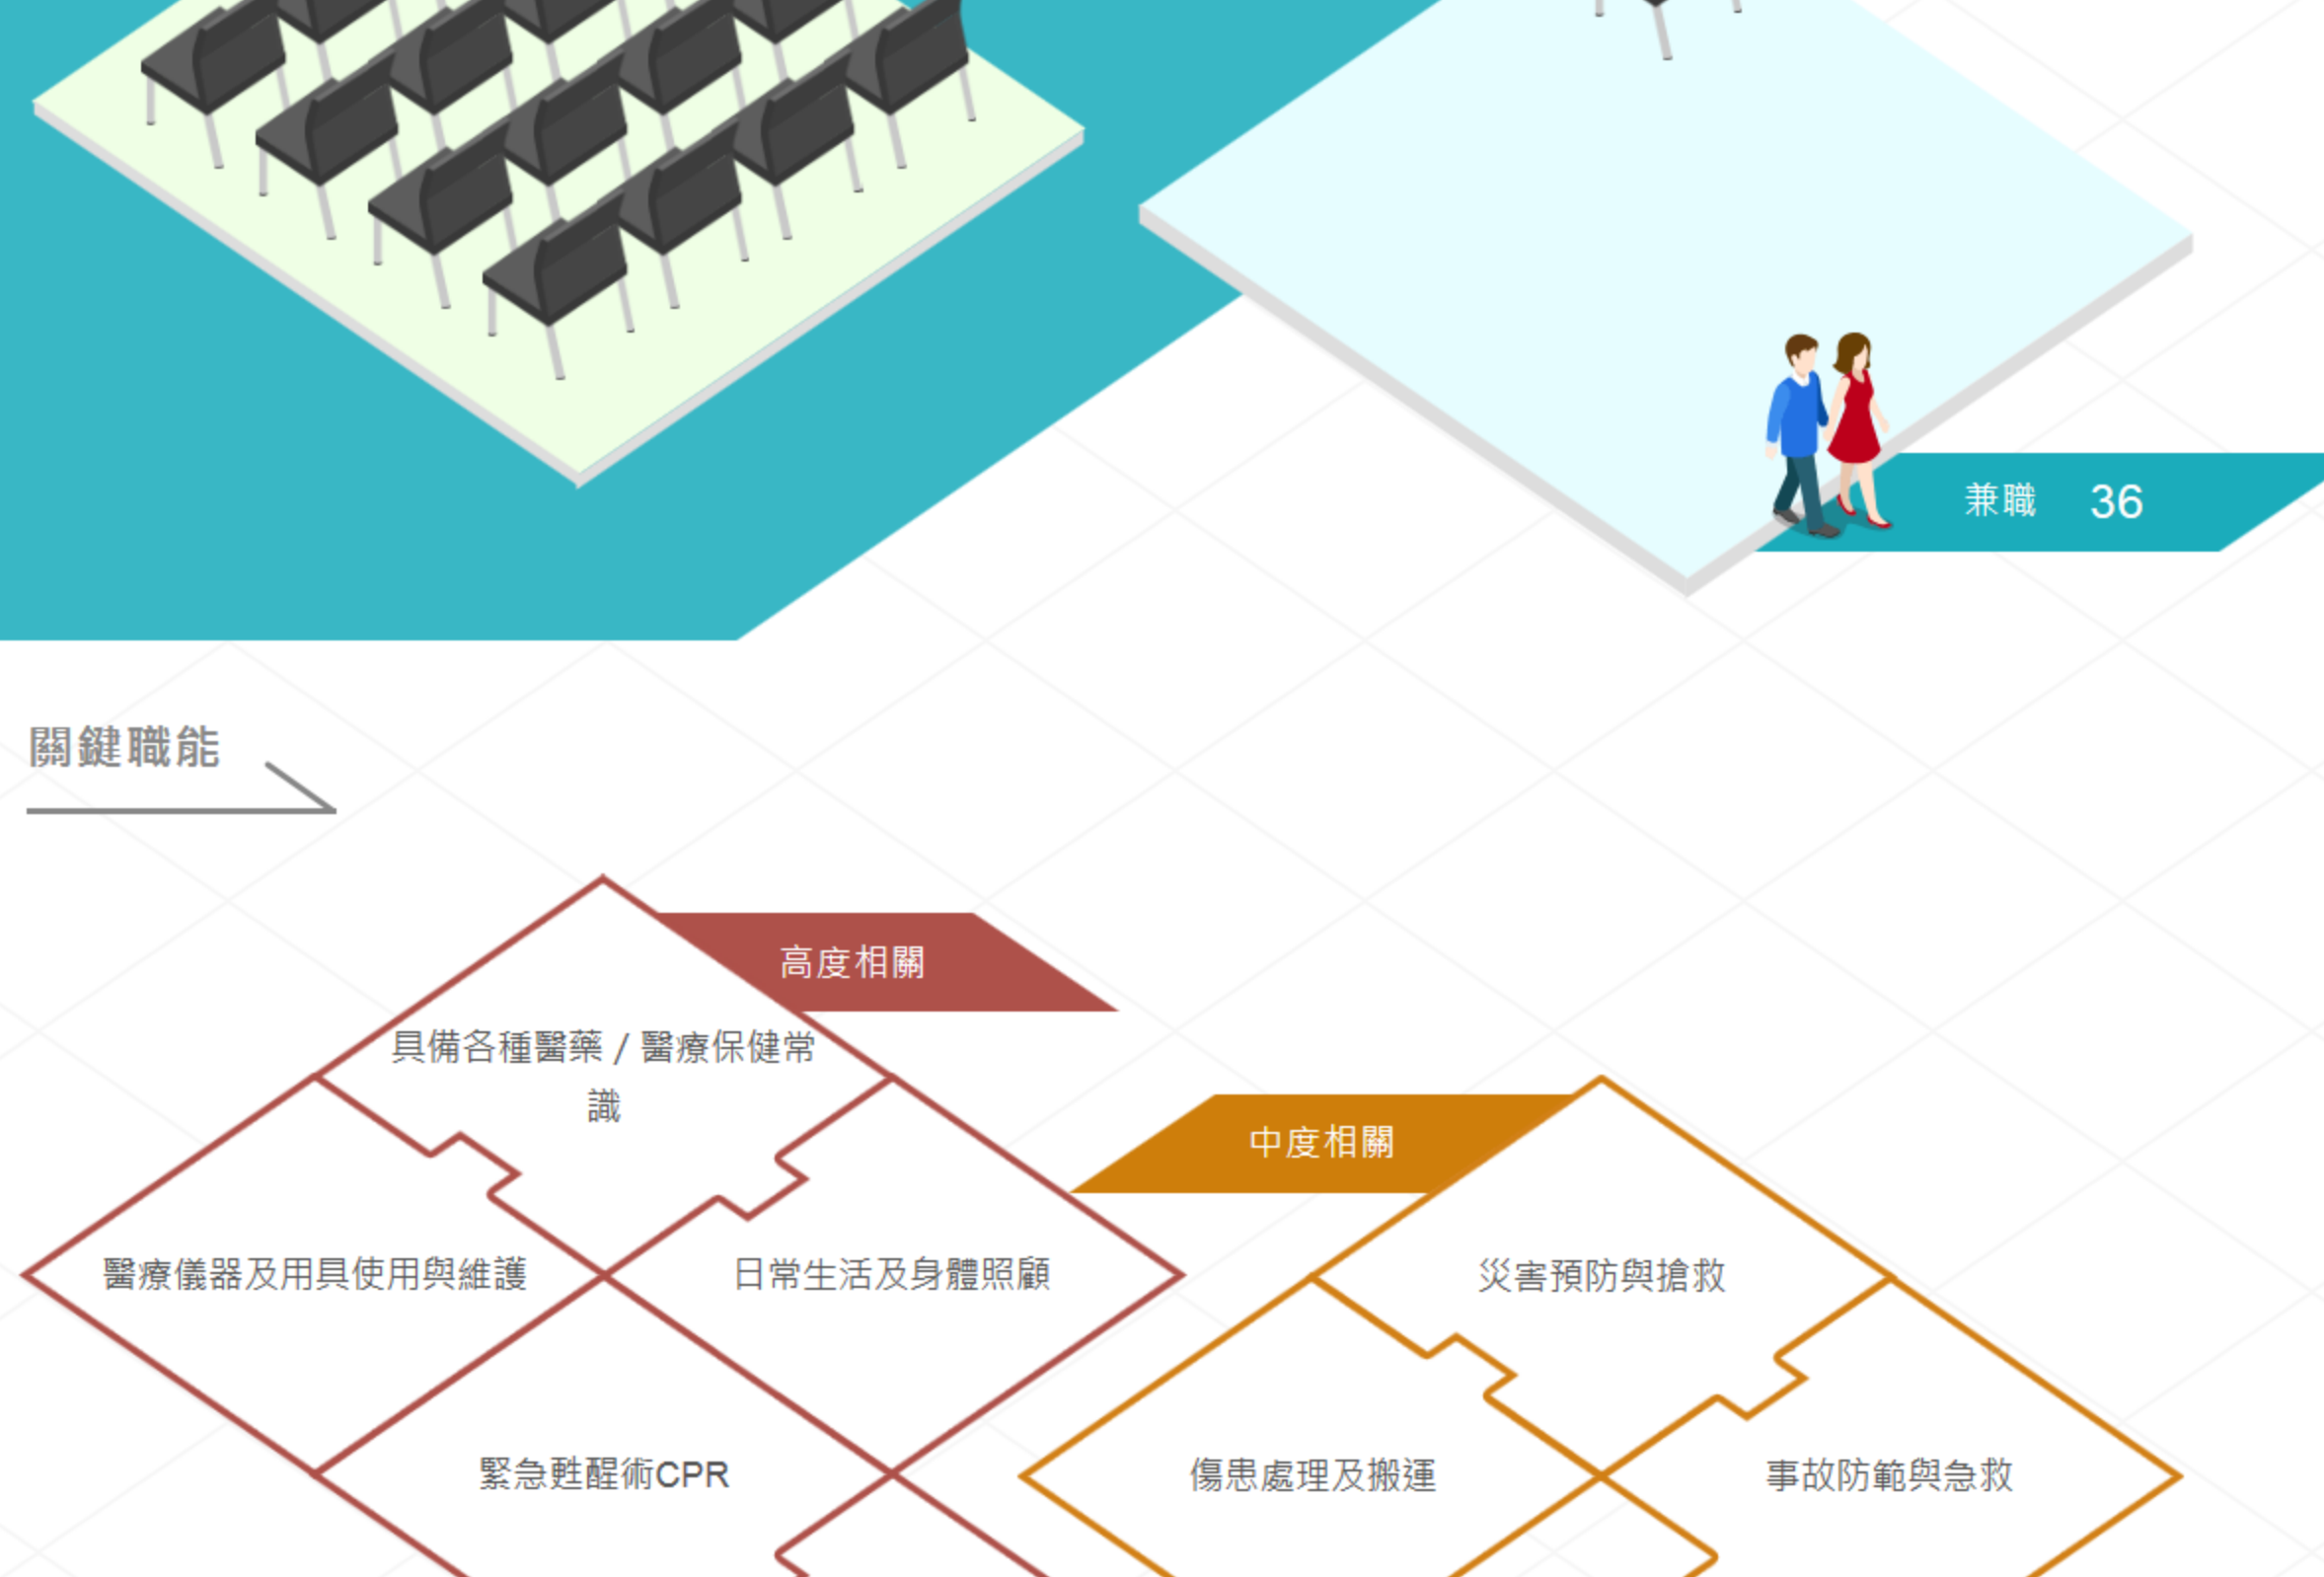 兼職 36
關鍵職能
高度相關
具備各種醫藥 / 醫療保健常
識
中度相關
醫療儀器及用具使用與維護
日常生活及身體照顧
災害預防與搶救
緊急甦醒術CPR
傷患處理及搬運
事故防範與急救